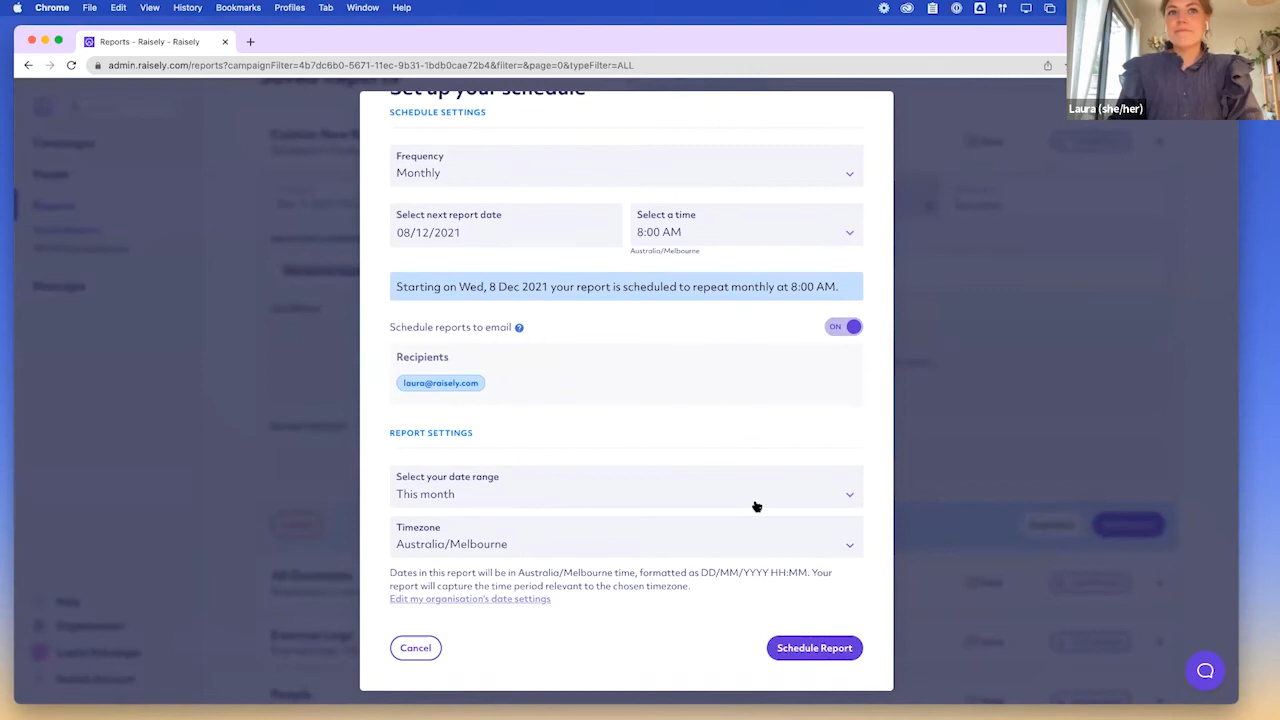 Chrome File Edit View History Bookmarks Profiles Tab Window Help
Reports - Raisely - Raisely
admin.raisely.com/reports?campaignFilter=4b7dc6b0-5671-11ec-9b31-1bdb0cae72b4&filter=&page=0&typeFilter=ALL
Laura (she/her)
Set up your schedule
SCHEDULE SETTINGS
Frequency
Monthly
Select next report date
08/12/2021
Select a time
8:00 AM
Australia/Melbourne
Starting on Wed, 8 Dec 2021 your report is scheduled to repeat monthly at 8:00 AM.
Schedule reports to email ?
ON
Recipients
laura@raisely.com
REPORT SETTINGS
Select your date range
This month
Timezone
Australia/Melbourne
Dates in this report will be in Australia/Melbourne time, formatted as DD/MM/YYYY HH:MM. Your
report will capture the time period relevant to the chosen timezone.
Edit my organisation's date settings
Cancel
Schedule Report